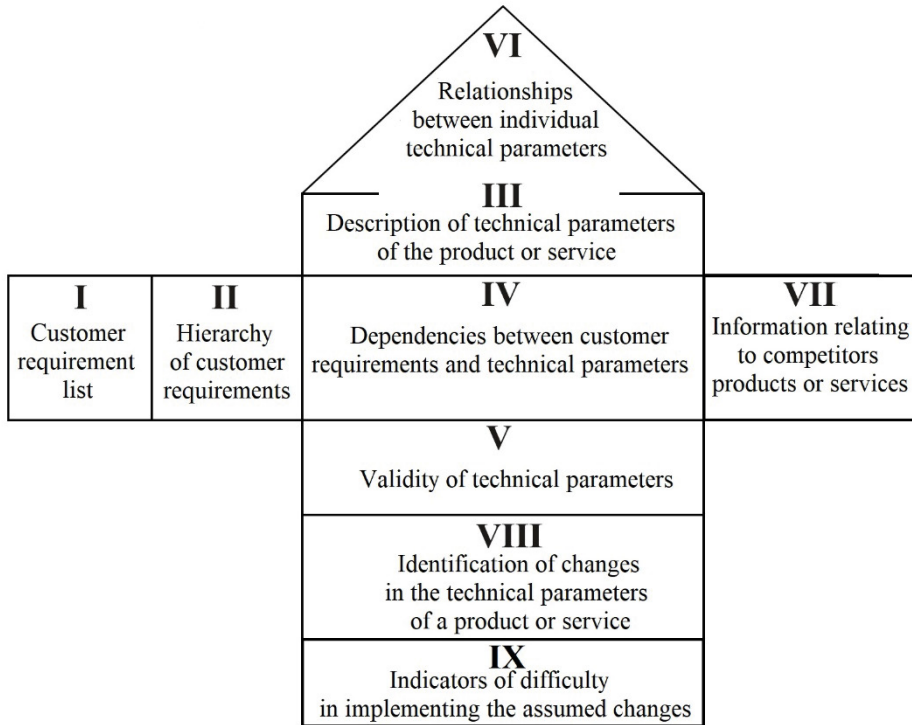 VI
Relationships
between individual
technical parameters
III
Description of technical parameters
of the product or service
I
Customer
requirement
list
II
Hierarchy
of customer
requirements
IV
Dependencies between customer
requirements and technical parameters
VII
Information relating
to competitors
products or services
V
Validity of technical parameters
VIII
Identification of changes
in the technical parameters
of a product or service
IX
Indicators of difficulty
in implementing the assumed changes